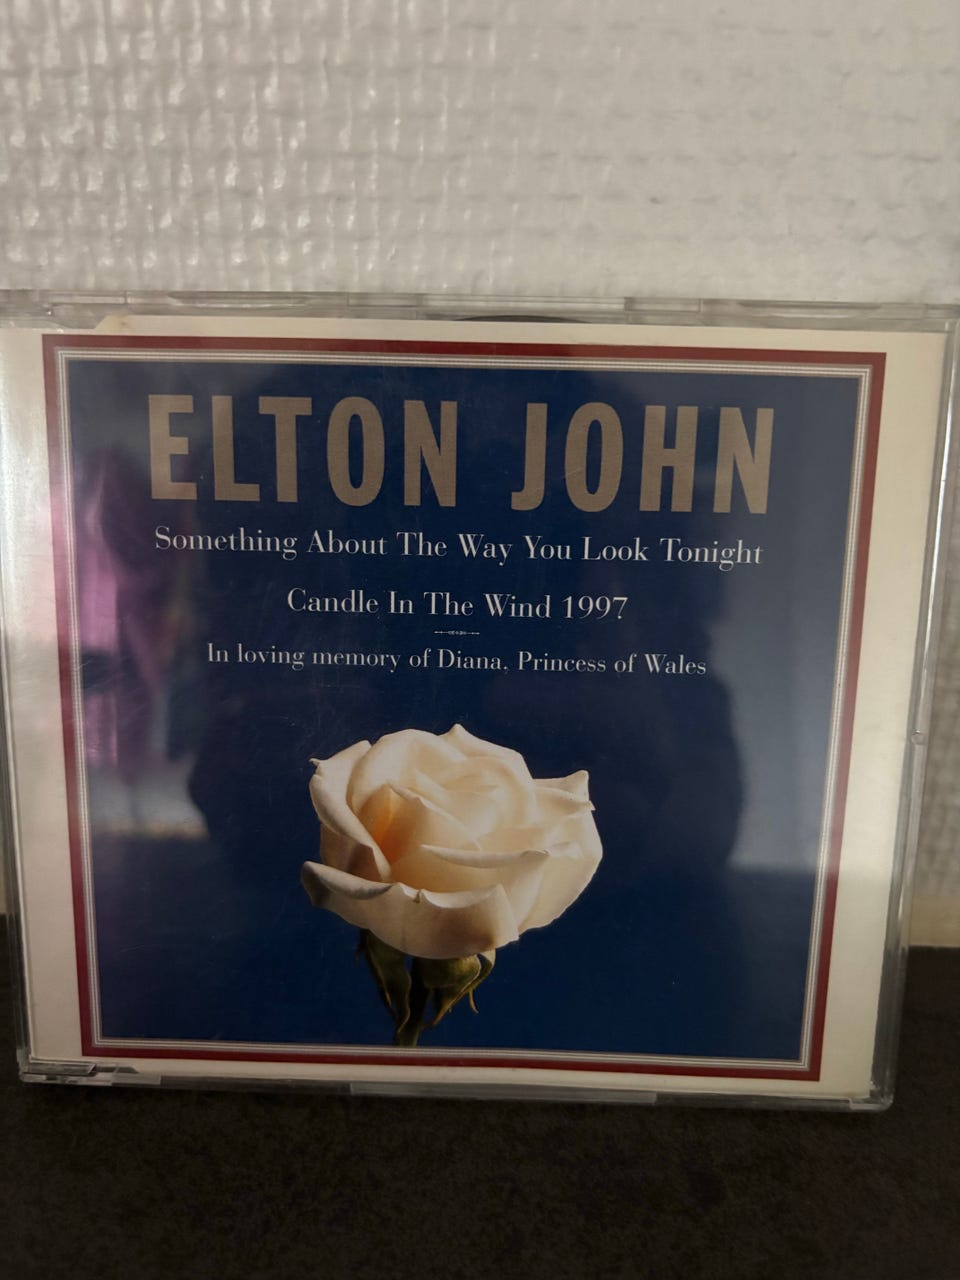 ELTON JOHN
Something About The Way You Look Tonight
Candle In The Wind 1997
In loving memory of Diana, Princess of Wales